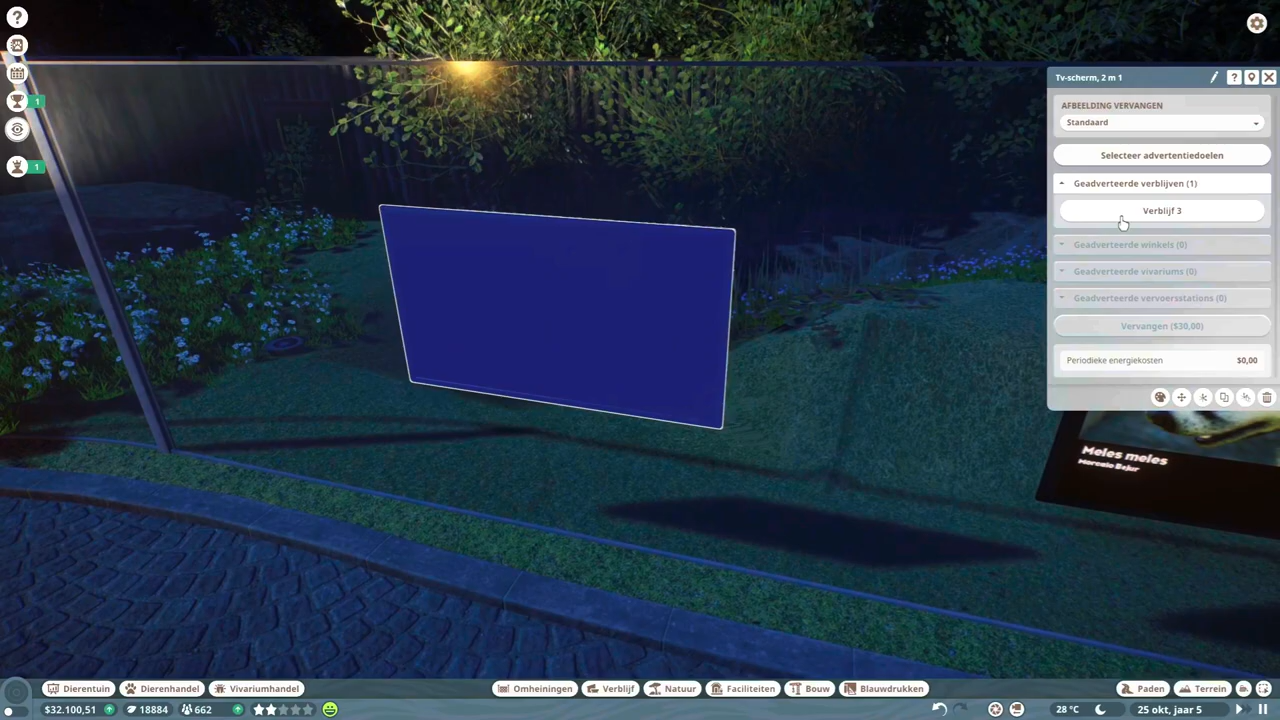 ?
1
1
Tv-scherm, 2 m 1
?
AFBEELDING VERVANGEN
Standaard
Selecteer advertentiedoelen
Geadverteerde verblijven (1)
Verblijf 3
Geadverteerde winkels (0)
Geadverteerde vivariums (0)
Geadverteerde vervoersstations (0)
Vervangen ($30,00)
Periodieke energiekosten $0,00
Meles meles
Dierentuin Dierenhandel Vivariumhandel Omheiningen Verblijf Natuur Faciliteiten Bouw Blauwdrukken Paden Terrein
$32.100,51 18884 662 28 °C 25 okt, jaar 5